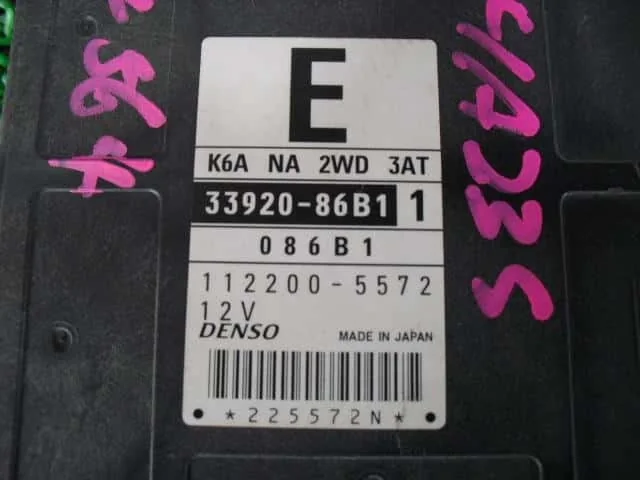 E
K6A NA 2WD 3AT
33920-86B1 1
086B1
112200-5572
12V
DENSO MADE IN JAPAN
*225572N*